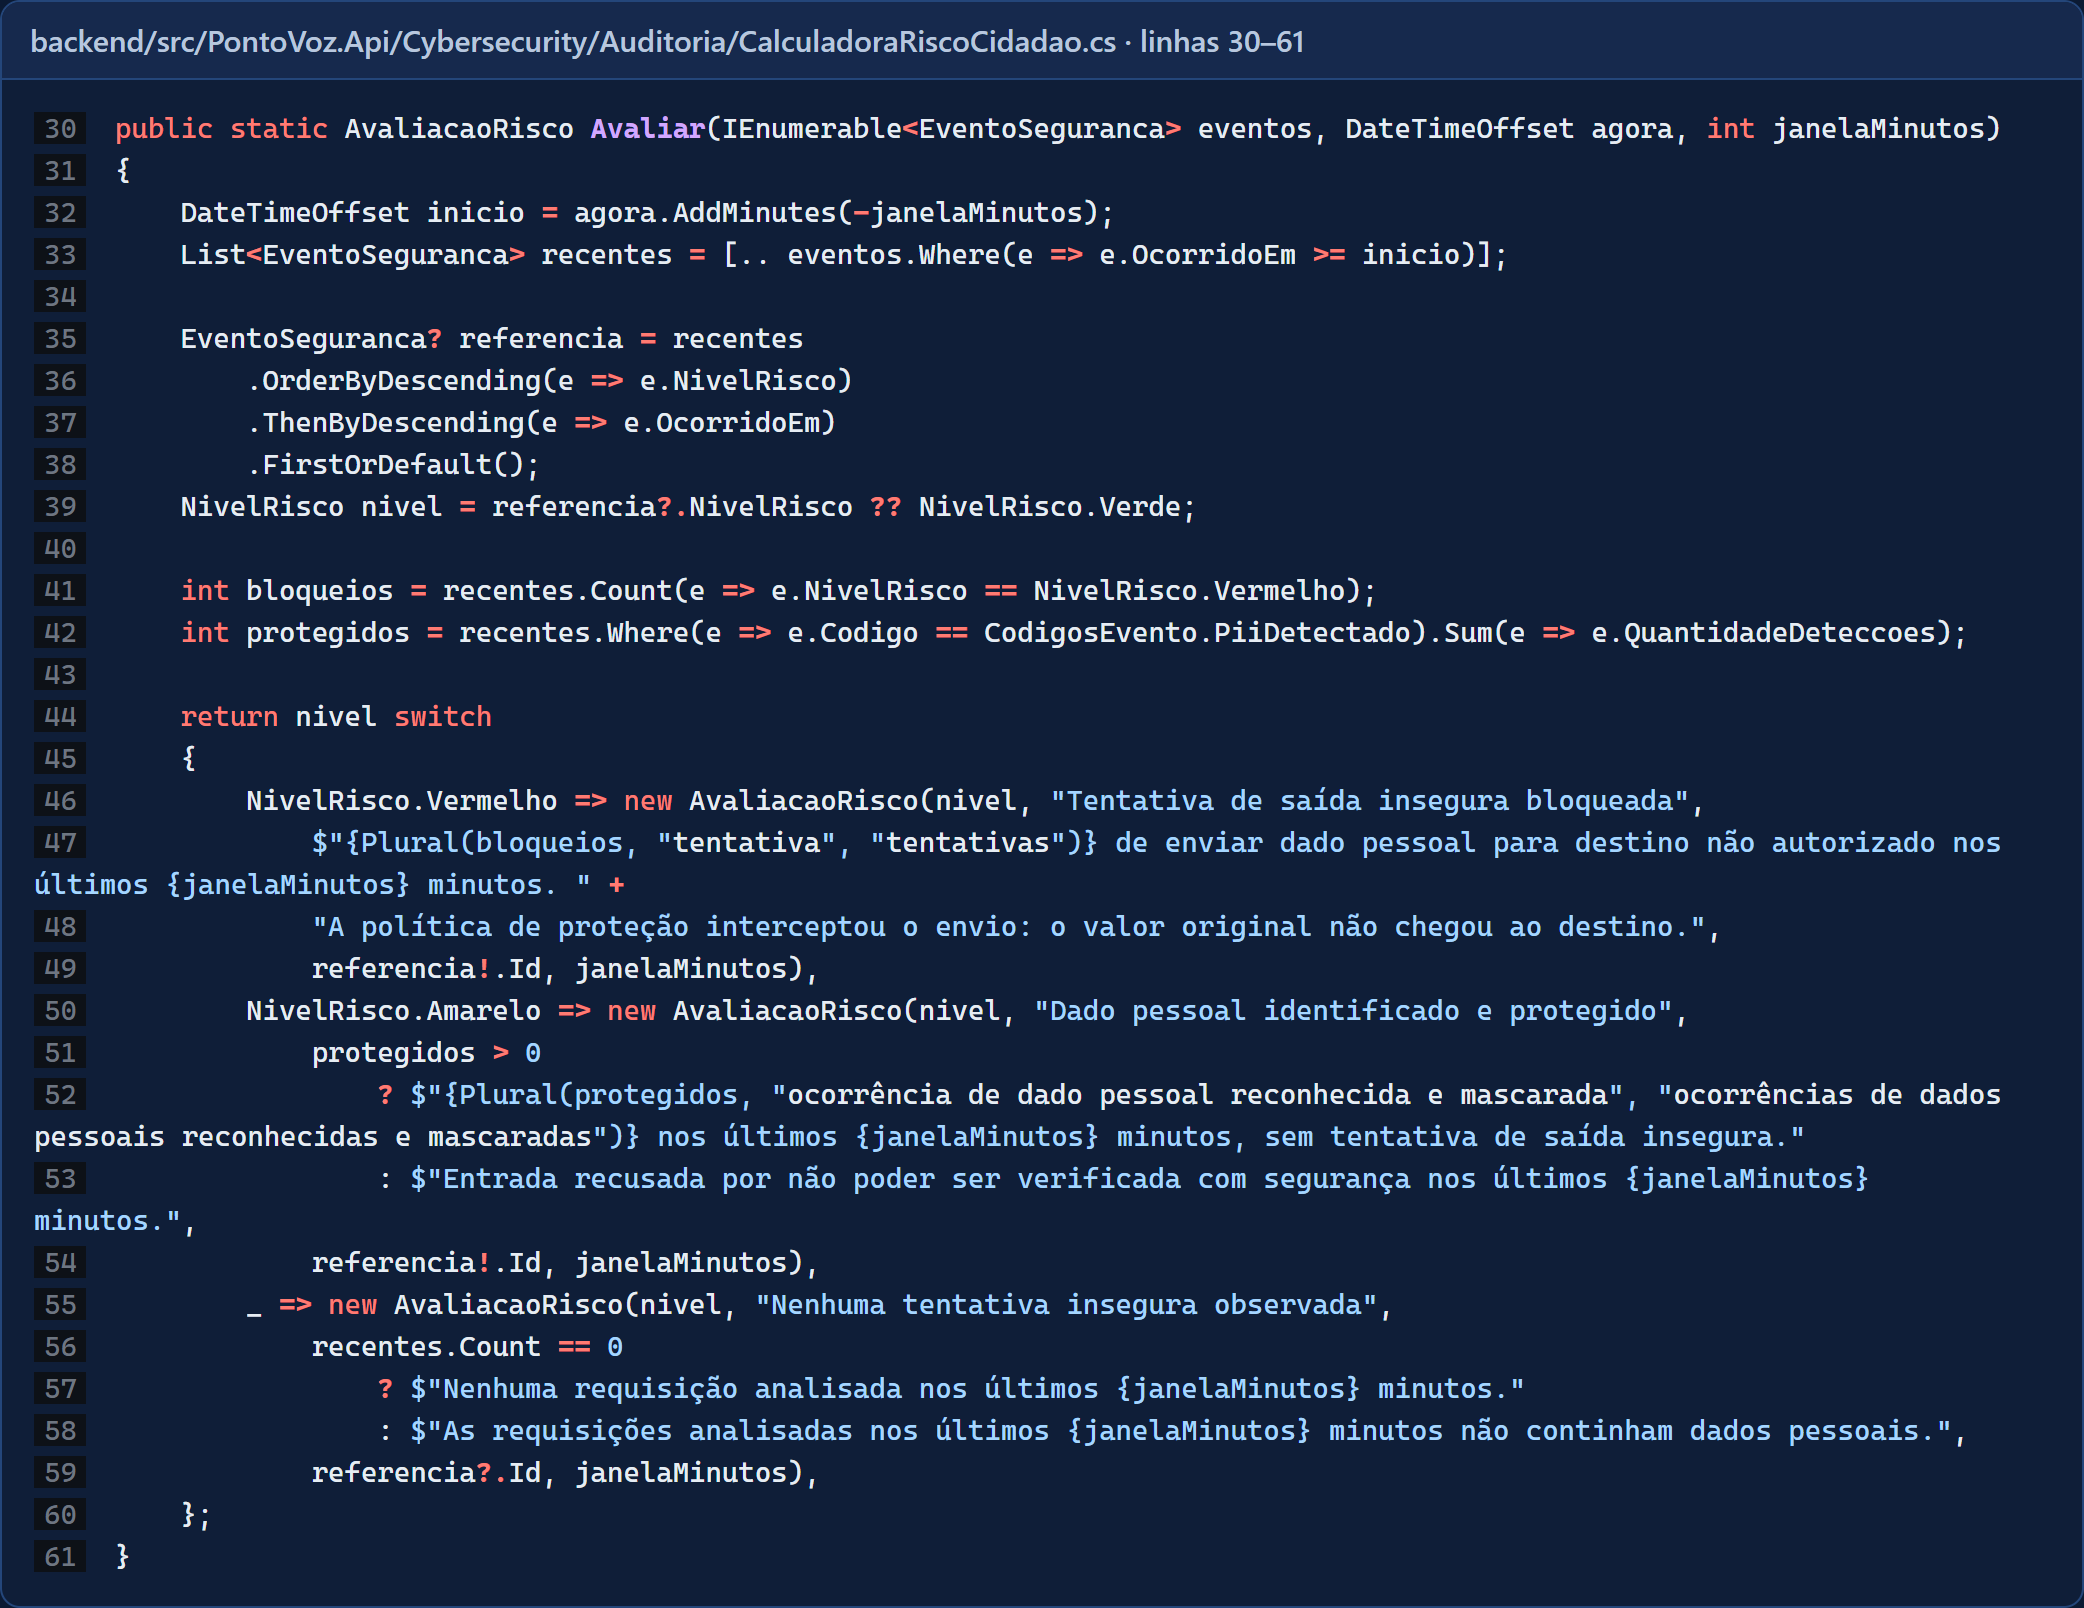 backend/src/PontoVoz.Api/Cybersecurity/Auditoria/CalculadoraRiscoCidadao.cs · linhas 30–61
30 public static AvaliacaoRisco Avaliar(IEnumerable<EventoSeguranca> eventos, DateTimeOffset agora, int janelaMinutos)
31 {
32     DateTimeOffset inicio = agora.AddMinutes(-janelaMinutos);
33     List<EventoSeguranca> recentes = [.. eventos.Where(e => e.OcorridoEm >= inicio)];
34
35     EventoSeguranca? referencia = recentes
36         .OrderByDescending(e => e.NivelRisco)
37         .ThenByDescending(e => e.OcorridoEm)
38         .FirstOrDefault();
39     NivelRisco nivel = referencia?.NivelRisco ?? NivelRisco.Verde;
40
41     int bloqueios = recentes.Count(e => e.NivelRisco == NivelRisco.Vermelho);
42     int protegidos = recentes.Where(e => e.Codigo == CodigosEvento.PiiDetectado).Sum(e => e.QuantidadeDeteccoes);
43
44     return nivel switch
45     {
46         NivelRisco.Vermelho => new AvaliacaoRisco(nivel, "Tentativa de saída insegura bloqueada",
47             $"{Plural(bloqueios, "tentativa", "tentativas")} de enviar dado pessoal para destino não autorizado nos
últimos {janelaMinutos} minutos. " +
48             "A política de proteção interceptou o envio: o valor original não chegou ao destino.",
49             referencia!.Id, janelaMinutos),
50         NivelRisco.Amarelo => new AvaliacaoRisco(nivel, "Dado pessoal identificado e protegido",
51             protegidos > 0
52                 ? $"{Plural(protegidos, "ocorrência de dado pessoal reconhecida e mascarada", "ocorrências de dados
pessoais reconhecidas e mascaradas")} nos últimos {janelaMinutos} minutos, sem tentativa de saída insegura."
53                 : $"Entrada recusada por não poder ser verificada com segurança nos últimos {janelaMinutos}
minutos.",
54             referencia!.Id, janelaMinutos),
55         _ => new AvaliacaoRisco(nivel, "Nenhuma tentativa insegura observada",
56             recentes.Count == 0
57                 ? $"Nenhuma requisição analisada nos últimos {janelaMinutos} minutos."
58                 : $"As requisições analisadas nos últimos {janelaMinutos} minutos não continham dados pessoais.",
59             referencia?.Id, janelaMinutos),
60     };
61 }